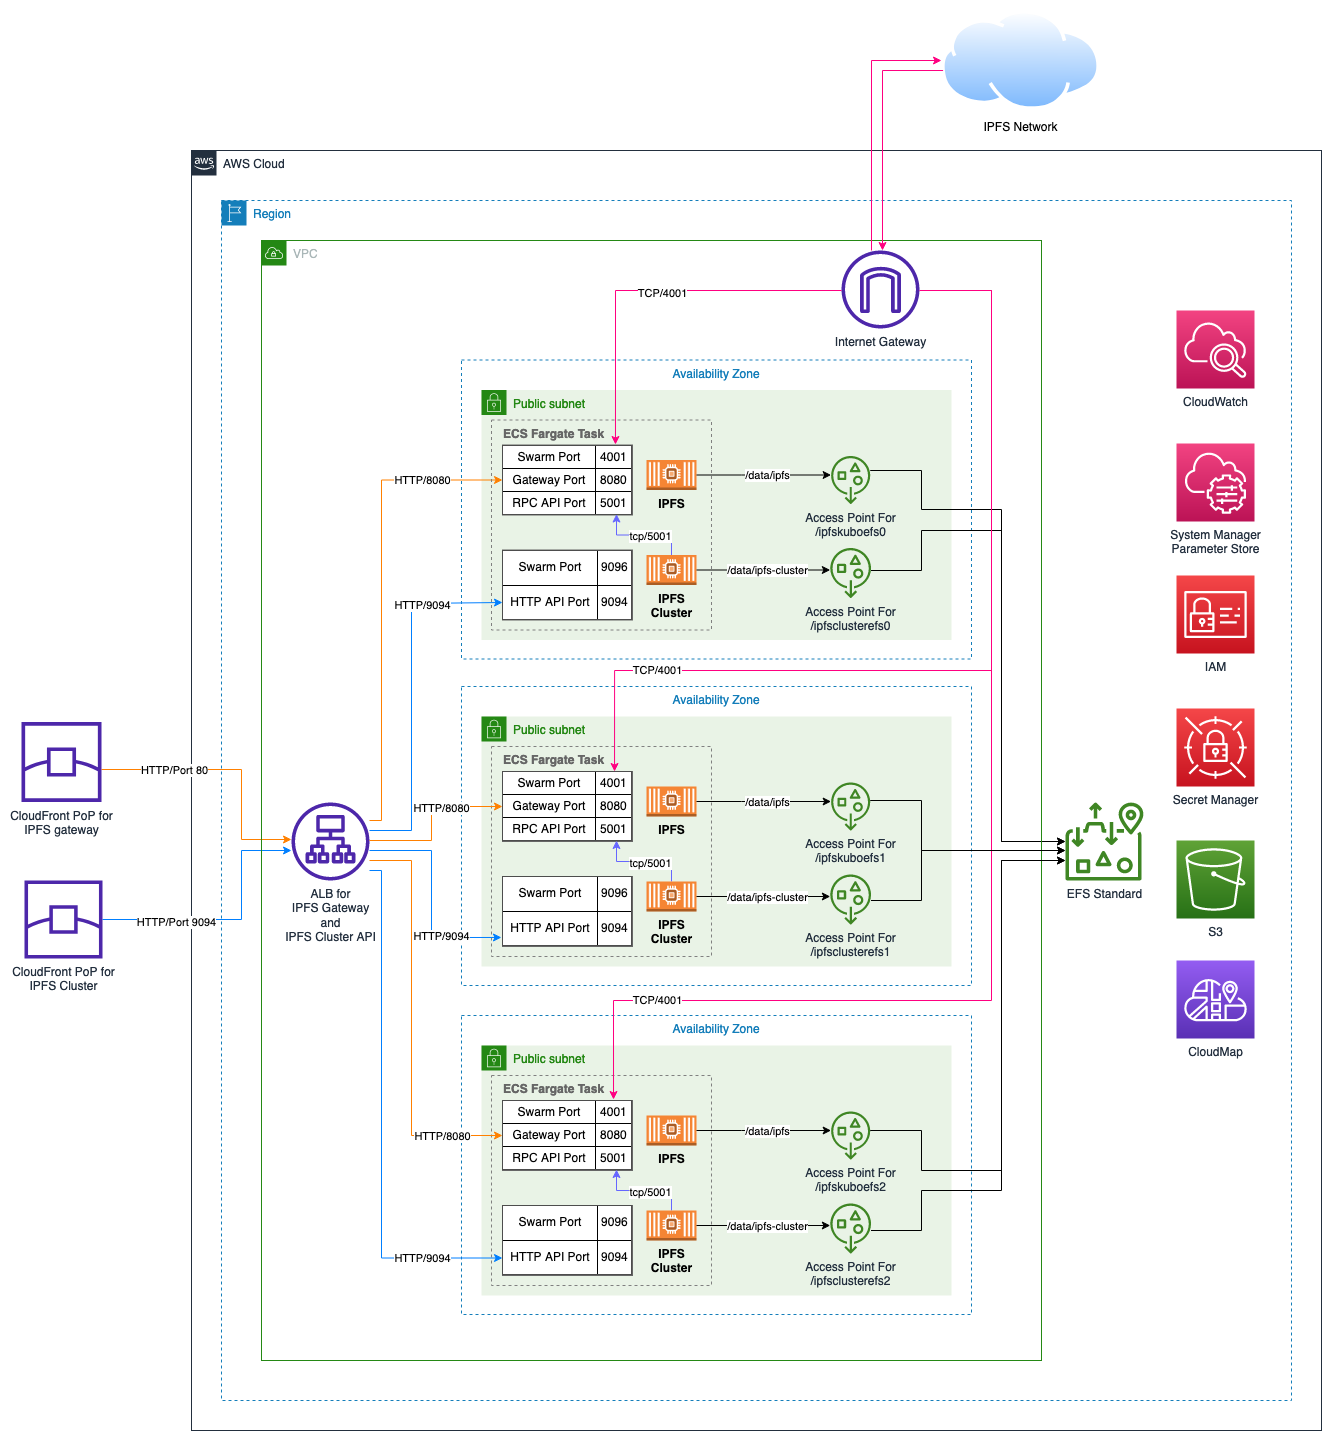 IPFS Network
aws
AWS Cloud
Region
VPC
TCP/4001
Internet Gateway
Availability Zone
Public subnet
ECS Fargate Task
Swarm Port 4001
HTTP/8080
Gateway Port 8080
RPC API Port 5001
IPFS
/data/ipfs
Access Point For
/ipfskuboefs0
tcp/5001
Swarm Port 9096
HTTP/9094
HTTP API Port 9094
IPFS
Cluster
/data/ipfs-cluster
Access Point For
/ipfsclusterefs0
TCP/4001
Availability Zone
Public subnet
ECS Fargate Task
Swarm Port 4001
HTTP/8080
Gateway Port 8080
RPC API Port 5001
IPFS
/data/ipfs
Access Point For
/ipfskuboefs1
tcp/5001
Swarm Port 9096
HTTP/9094
HTTP API Port 9094
IPFS
Cluster
/data/ipfs-cluster
Access Point For
/ipfsclusterefs1
TCP/4001
Availability Zone
Public subnet
ECS Fargate Task
Swarm Port 4001
HTTP/8080
Gateway Port 8080
RPC API Port 5001
IPFS
/data/ipfs
Access Point For
/ipfskuboefs2
tcp/5001
Swarm Port 9096
HTTP/9094
HTTP API Port 9094
IPFS
Cluster
/data/ipfs-cluster
Access Point For
/ipfsclusterefs2
HTTP/Port 80
CloudFront PoP for
IPFS gateway
HTTP/Port 9094
CloudFront PoP for
IPFS Cluster
ALB for
IPFS Gateway
and
IPFS Cluster API
EFS Standard
CloudWatch
System Manager
Parameter Store
IAM
Secret Manager
S3
CloudMap